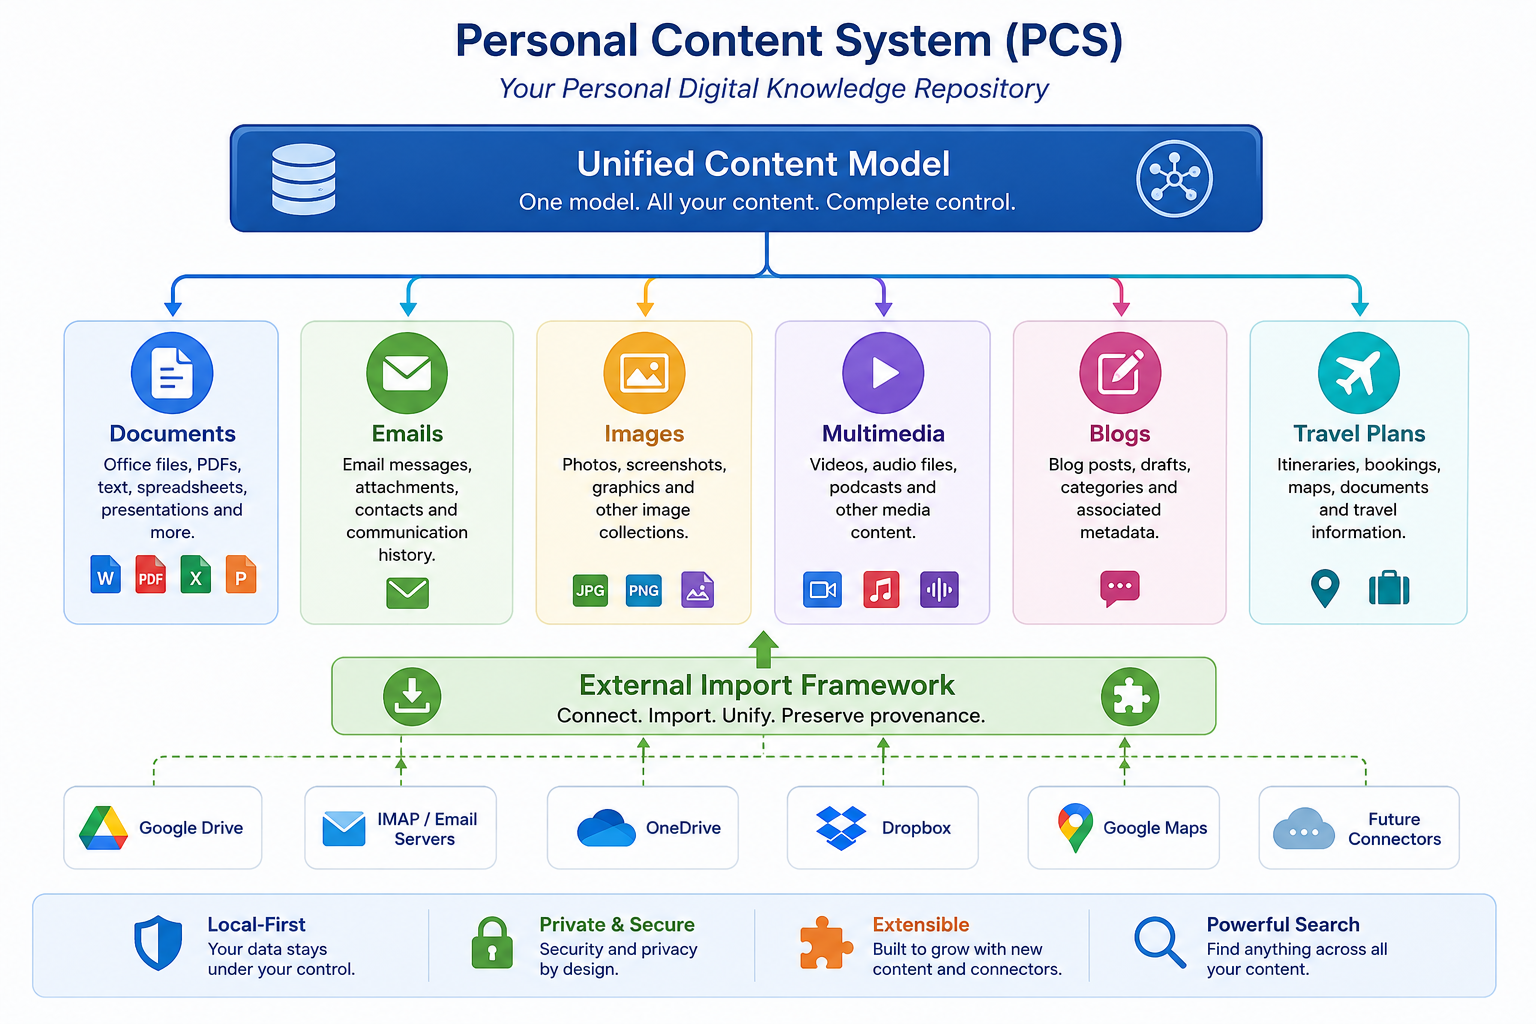 Personal Content System (PCS)
Your Personal Digital Knowledge Repository
Unified Content Model
One model. All your content. Complete control.
Documents
Office files, PDFs,
text, spreadsheets,
presentations and
more.
W
PDF
X
P
Emails
Email messages,
attachments,
contacts and
communication
history.
Images
Photos, screenshots,
graphics and
other image
collections.
JPG
PNG
Multimedia
Videos, audio files,
podcasts and
other media
content.
Blogs
Blog posts, drafts,
categories and
associated
metadata.
Travel Plans
Itineraries, bookings,
maps, documents
and travel
information.
External Import Framework
Connect. Import. Unify. Preserve provenance.
Google Drive
IMAP / Email
Servers
OneDrive
Dropbox
Google Maps
Future
Connectors
Local-First
Your data stays
under your control.
Private & Secure
Security and privacy
by design.
Extensible
Built to grow with new
content and connectors.
Powerful Search
Find anything across all
your content.